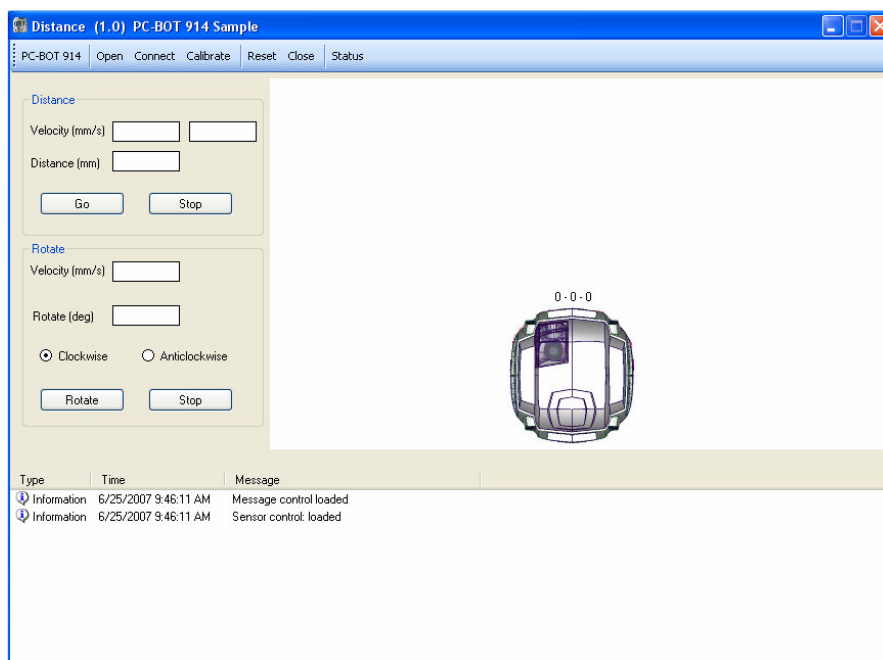 Distance (1.0) PC-BOT 914 Sample
PC-BOT 914 Open Connect Calibrate Reset Close Status
Distance
Velocity (mm/s)
Distance (mm)
Go Stop
Rotate
Velocity (mm/s)
Rotate (deg)
Clockwise Anticlockwise
Rotate Stop
0 - 0 - 0
Type Time Message
Information 6/25/2007 9:46:11 AM Message control loaded
Information 6/25/2007 9:46:11 AM Sensor control: loaded